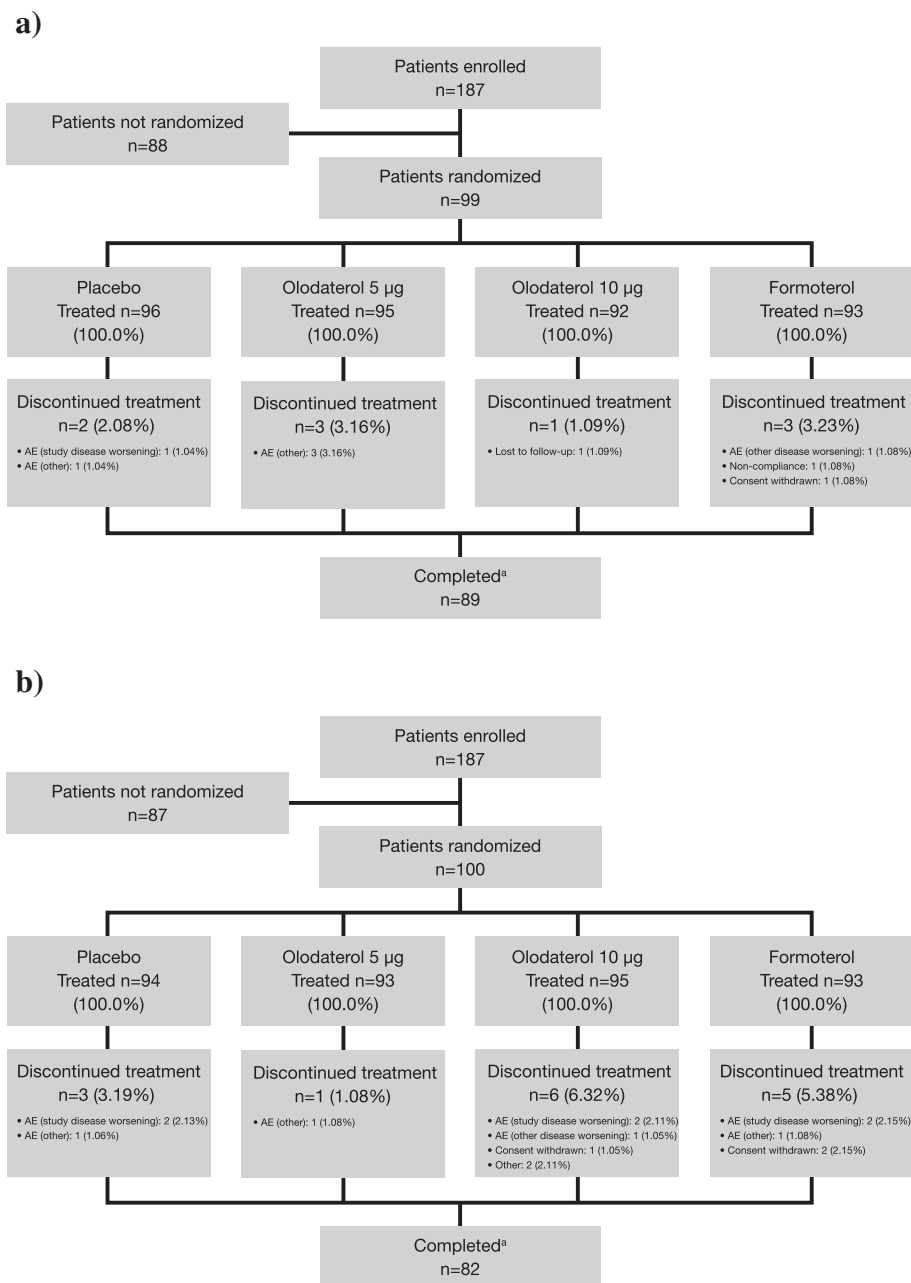 a)
Patients enrolled
n=187
Patients not randomized
n=88
Patients randomized
n=99
Placebo
Treated n=96
(100.0%)
Olodaterol 5 µg
Treated n=95
(100.0%)
Olodaterol 10 µg
Treated n=92
(100.0%)
Formoterol
Treated n=93
(100.0%)
Discontinued treatment
n=2 (2.08%)
• AE (study disease worsening): 1 (1.04%)
• AE (other): 1 (1.04%)
Discontinued treatment
n=3 (3.16%)
• AE (other): 3 (3.16%)
Discontinued treatment
n=1 (1.09%)
• Lost to follow-up: 1 (1.09%)
Discontinued treatment
n=3 (3.23%)
• AE (other disease worsening): 1 (1.08%)
• Non-compliance: 1 (1.08%)
• Consent withdrawn: 1 (1.08%)
Completedᵃ
n=89
b)
Patients enrolled
n=187
Patients not randomized
n=87
Patients randomized
n=100
Placebo
Treated n=94
(100.0%)
Olodaterol 5 µg
Treated n=93
(100.0%)
Olodaterol 10 µg
Treated n=95
(100.0%)
Formoterol
Treated n=93
(100.0%)
Discontinued treatment
n=3 (3.19%)
• AE (study disease worsening): 2 (2.13%)
• AE (other): 1 (1.06%)
Discontinued treatment
n=1 (1.08%)
• AE (other): 1 (1.08%)
Discontinued treatment
n=6 (6.32%)
• AE (study disease worsening): 2 (2.11%)
• AE (other disease worsening): 1 (1.05%)
• Consent withdrawn: 1 (1.05%)
• Other: 2 (2.11%)
Discontinued treatment
n=5 (5.38%)
• AE (study disease worsening): 2 (2.15%)
• AE (other): 1 (1.08%)
• Consent withdrawn: 2 (2.15%)
Completedᵃ
n=82